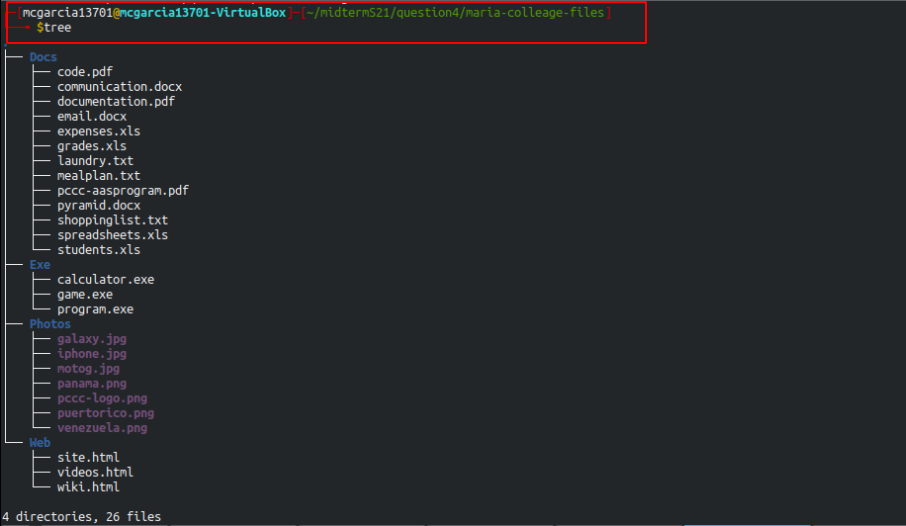 [mcgarcia13701@mcgarcia13701-VirtualBox]-[~/midtermS21/question4/maria-colleage-files]
$tree
Docs
code.pdf
communication.docx
documentation.pdf
email.docx
expenses.xls
grades.xls
laundry.txt
mealplan.txt
pccc-aasprogram.pdf
pyramid.docx
shoppinglist.txt
spreadsheets.xls
students.xls
Exe
calculator.exe
game.exe
program.exe
Photos
galaxy.jpg
iphone.jpg
motog.jpg
panama.png
pccc-logo.png
puertorico.png
venezuela.png
Web
site.html
videos.html
wiki.html
4 directories, 26 files